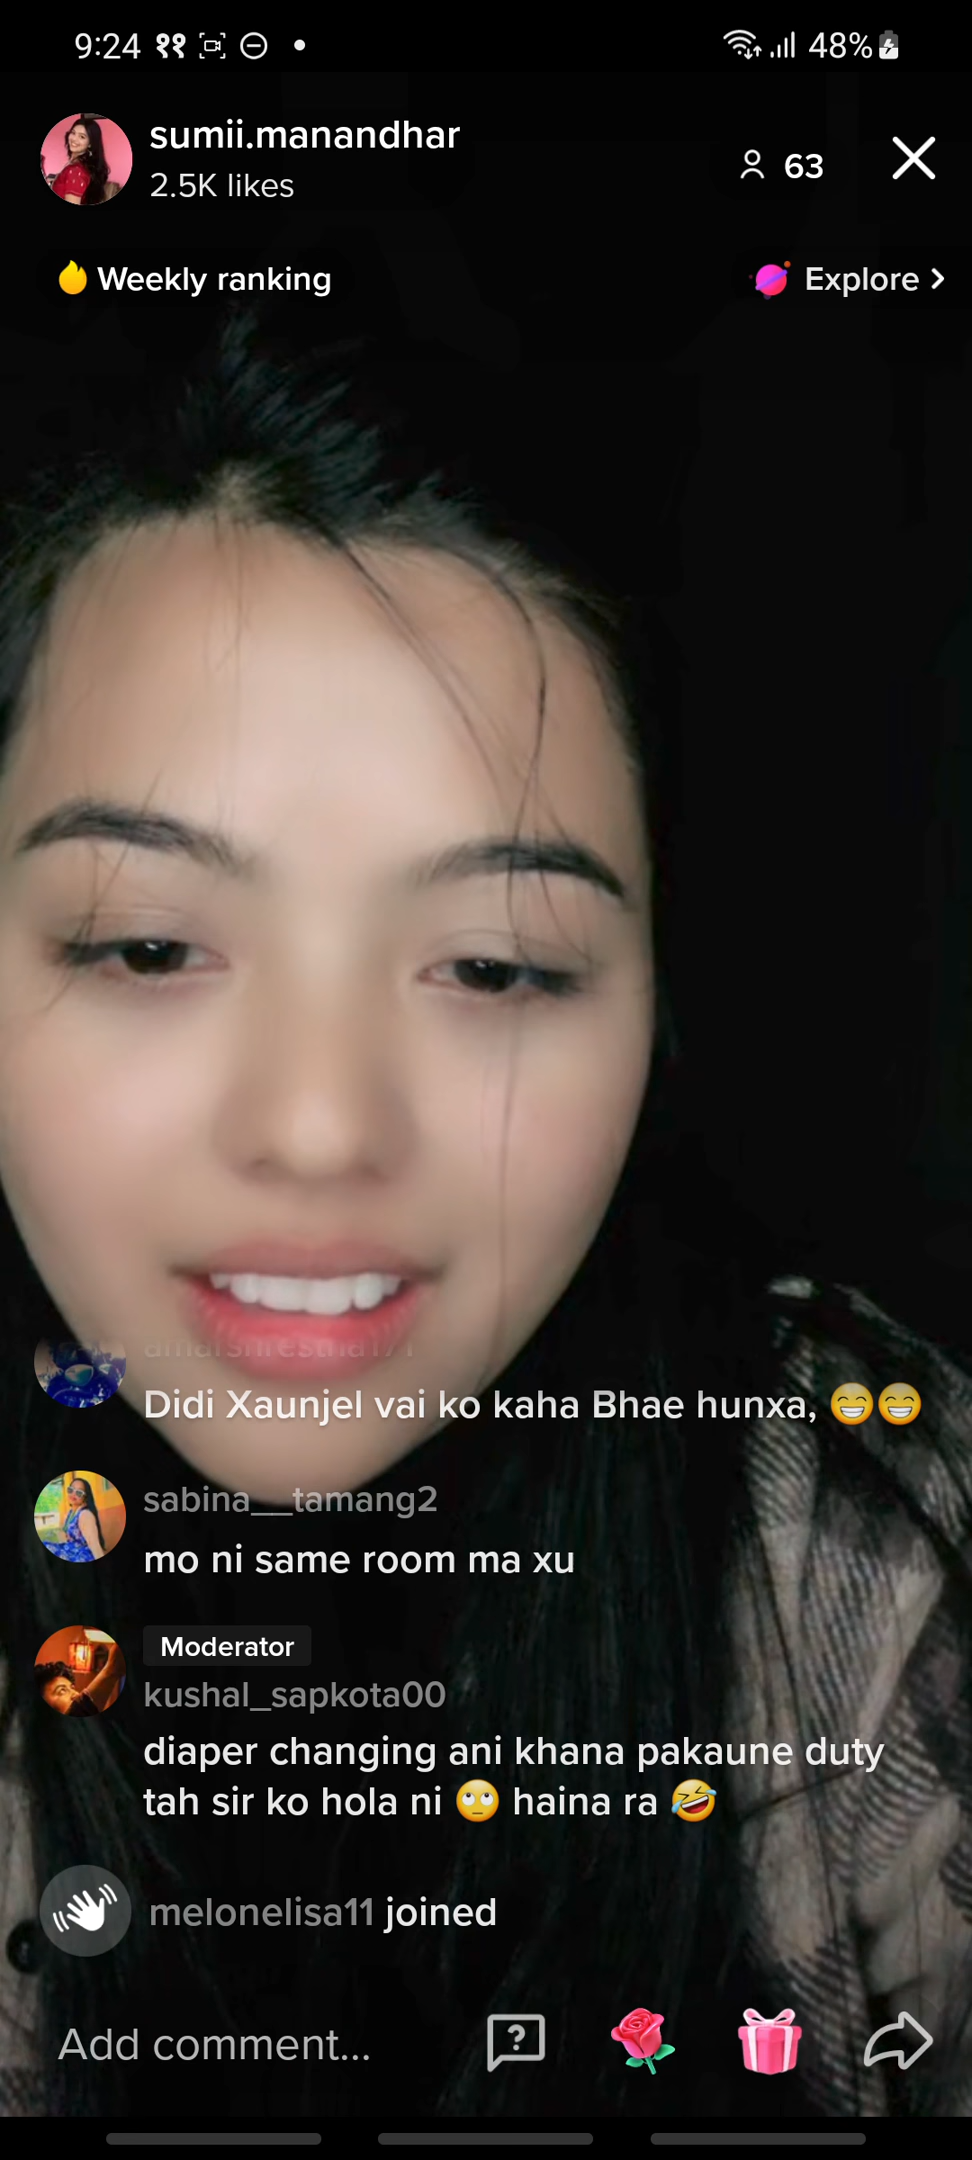 9:24 ११ 48%
sumii.manandhar
2.5K likes
63
Weekly ranking
Explore >
amarshrestha171
Didi Xaunjel vai ko kaha Bhae hunxa, 😁😁
sabina__tamang2
mo ni same room ma xu
Moderator
kushal_sapkota00
diaper changing ani khana pakaune duty
tah sir ko hola ni 🙄 haina ra 🤣
melonelisa11 joined
Add comment...